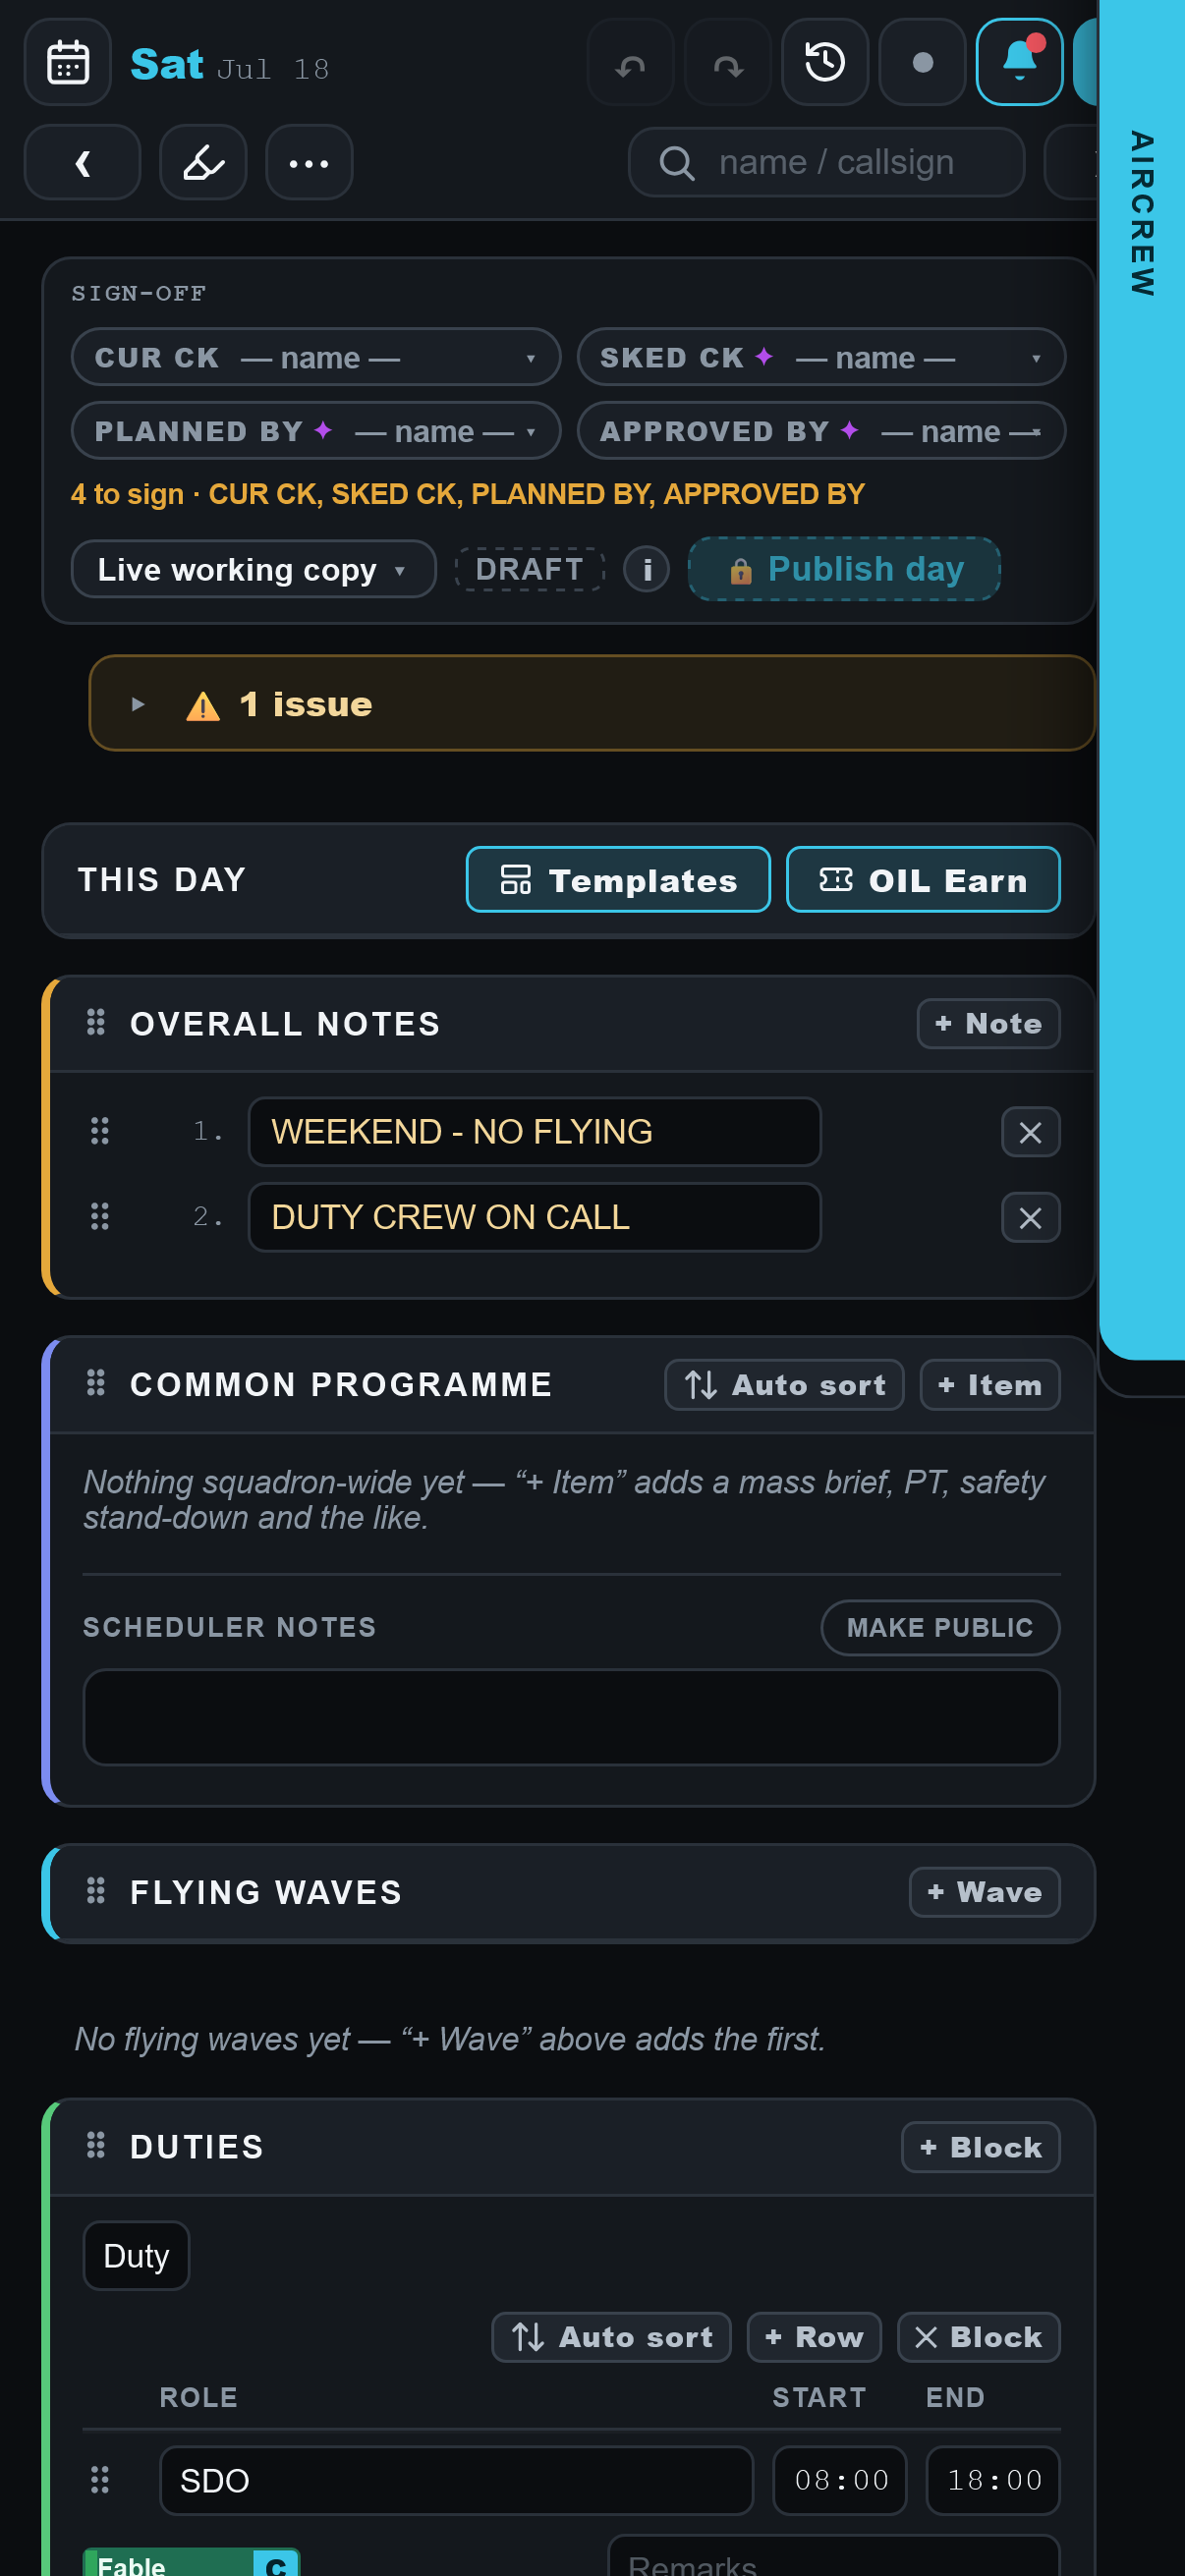 Sat Jul 18
name / callsign
AIRCREW
SIGN-OFF
CUR CK — name —
SKED CK — name —
PLANNED BY — name —
APPROVED BY — name —
4 to sign · CUR CK, SKED CK, PLANNED BY, APPROVED BY
Live working copy DRAFT i Publish day
1 issue
THIS DAY Templates OIL Earn
OVERALL NOTES + Note
1. WEEKEND - NO FLYING
2. DUTY CREW ON CALL
COMMON PROGRAMME Auto sort + Item
Nothing squadron-wide yet — “+ Item” adds a mass brief, PT, safety
stand-down and the like.
SCHEDULER NOTES MAKE PUBLIC
FLYING WAVES + Wave
No flying waves yet — “+ Wave” above adds the first.
DUTIES + Block
Duty
Auto sort + Row × Block
ROLE START END
SDO 08:00 18:00
Fable C Remarks